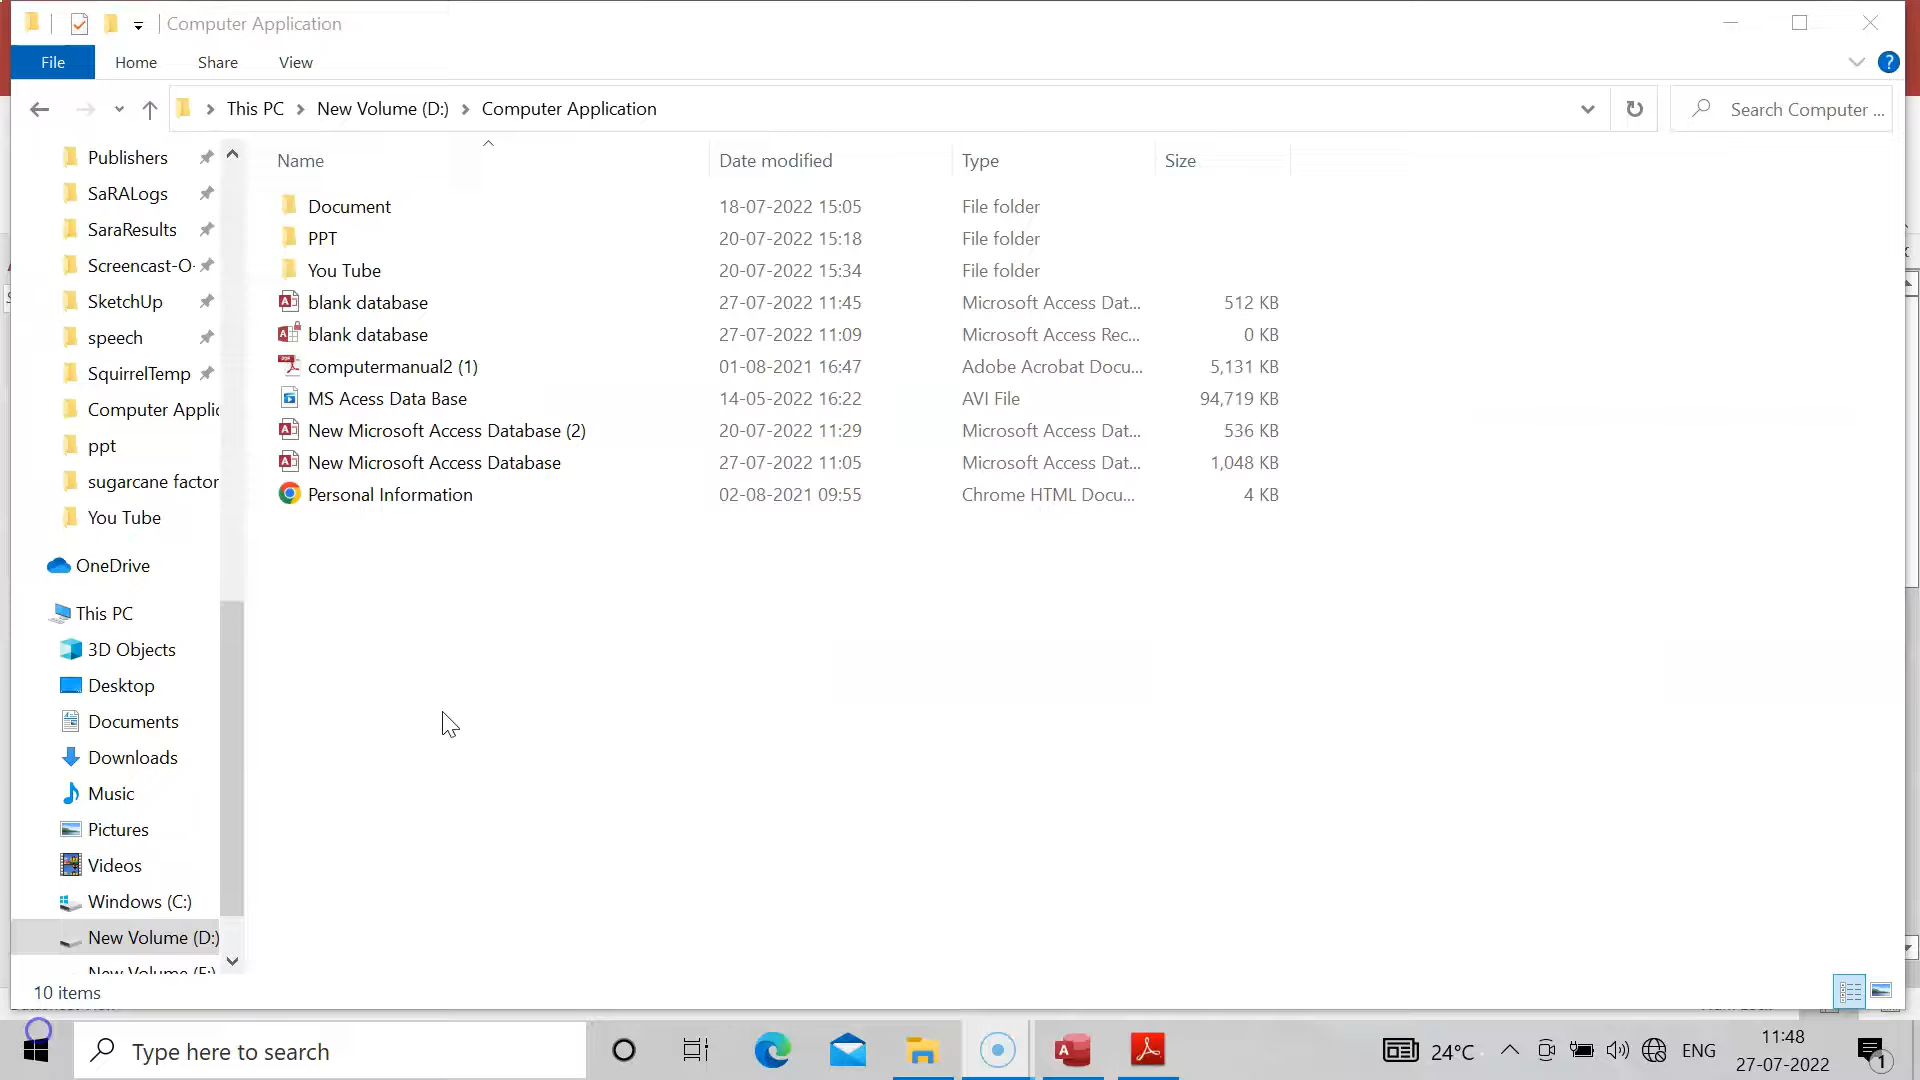 Computer Application
File Home Share View
This PC New Volume (D:) Computer Application
Search Computer ...
Name Date modified Type Size
Publishers
SaRALogs
SaraResults
Screencast-O-
SketchUp
speech
SquirrelTemp
Computer Applic
ppt
sugarcane factor
You Tube
OneDrive
This PC
3D Objects
Desktop
Documents
Downloads
Music
Pictures
Videos
Windows (C:)
New Volume (D:)
Document 18-07-2022 15:05 File folder
PPT 20-07-2022 15:18 File folder
You Tube 20-07-2022 15:34 File folder
blank database 27-07-2022 11:45 Microsoft Access Dat... 512 KB
blank database 27-07-2022 11:09 Microsoft Access Rec... 0 KB
computermanual2 (1) 01-08-2021 16:47 Adobe Acrobat Docu... 5,131 KB
MS Acess Data Base 14-05-2022 16:22 AVI File 94,719 KB
New Microsoft Access Database (2) 20-07-2022 11:29 Microsoft Access Dat... 536 KB
New Microsoft Access Database 27-07-2022 11:05 Microsoft Access Dat... 1,048 KB
Personal Information 02-08-2021 09:55 Chrome HTML Docu... 4 KB
10 items
Type here to search
24°C ENG
11:48
27-07-2022
1